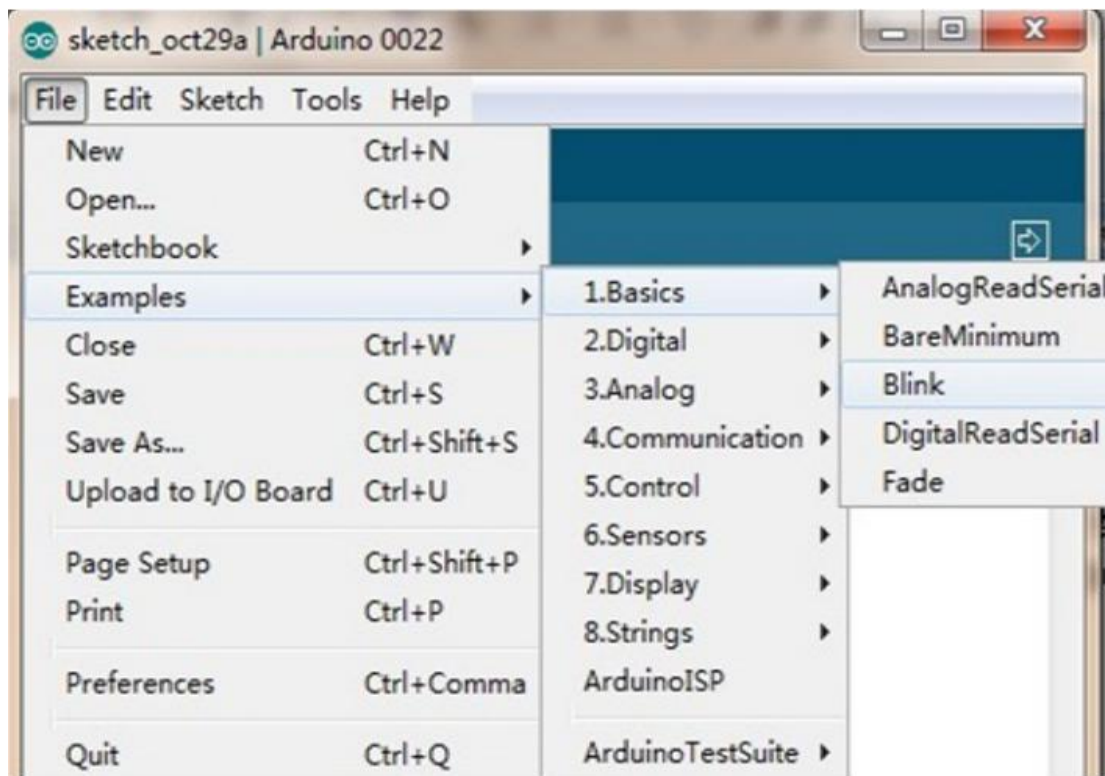 sketch_oct29a | Arduino 0022
File Edit Sketch Tools Help
New Ctrl+N
Open... Ctrl+O
Sketchbook
Examples
Close Ctrl+W
Save Ctrl+S
Save As... Ctrl+Shift+S
Upload to I/O Board Ctrl+U
Page Setup Ctrl+Shift+P
Print Ctrl+P
Preferences Ctrl+Comma
Quit Ctrl+Q
1.Basics
2.Digital
3.Analog
4.Communication
5.Control
6.Sensors
7.Display
8.Strings
ArduinoISP
ArduinoTestSuite
AnalogReadSerial
BareMinimum
Blink
DigitalReadSerial
Fade